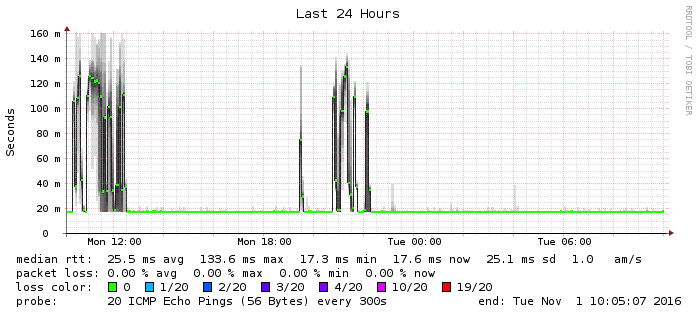 Last 24 Hours
RRDTOOL / TOBI OETIKER
Seconds
160 m
140 m
120 m
100 m
80 m
60 m
40 m
20 m
0
Mon 12:00 Mon 18:00 Tue 00:00 Tue 06:00
median rtt: 25.5 ms avg 133.6 ms max 17.3 ms min 17.6 ms now 25.1 ms sd 1.0 am/s
packet loss: 0.00 % avg 0.00 % max 0.00 % min 0.00 % now
loss color: 0 1/20 2/20 3/20 4/20 10/20 19/20
probe: 20 ICMP Echo Pings (56 Bytes) every 300s end: Tue Nov 1 10:05:07 2016